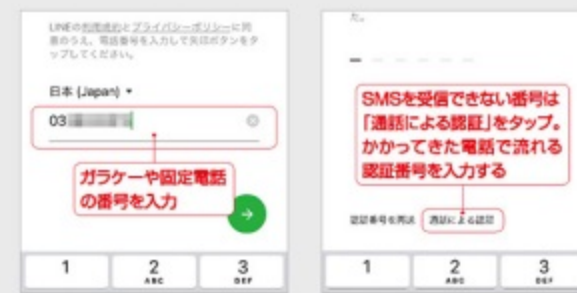 LINEの利用規約とプライバシーポリシーに同
意のうえ、電話番号を入力して矢印ボタンをタ
ップしてください。
日本 (Japan)
03
ガラケーや固定電話
の番号を入力
1
2
ABC
3
DEF
た。
SMSを受信できない番号は
「通話による認証」をタップ。
かかってきた電話で流れる
認証番号を入力する
認証番号を再送 通話による認証
1
2
ABC
3
DEF